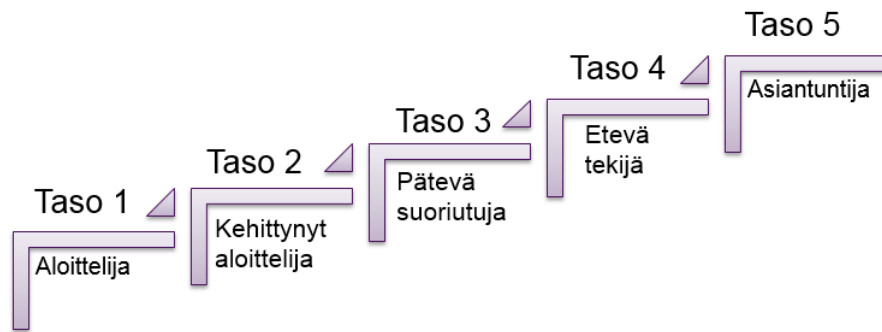 Taso 1
Aloittelija
Taso 2
Kehittynyt
aloittelija
Taso 3
Pätevä
suoriutuja
Taso 4
Etevä
tekijä
Taso 5
Asiantuntija